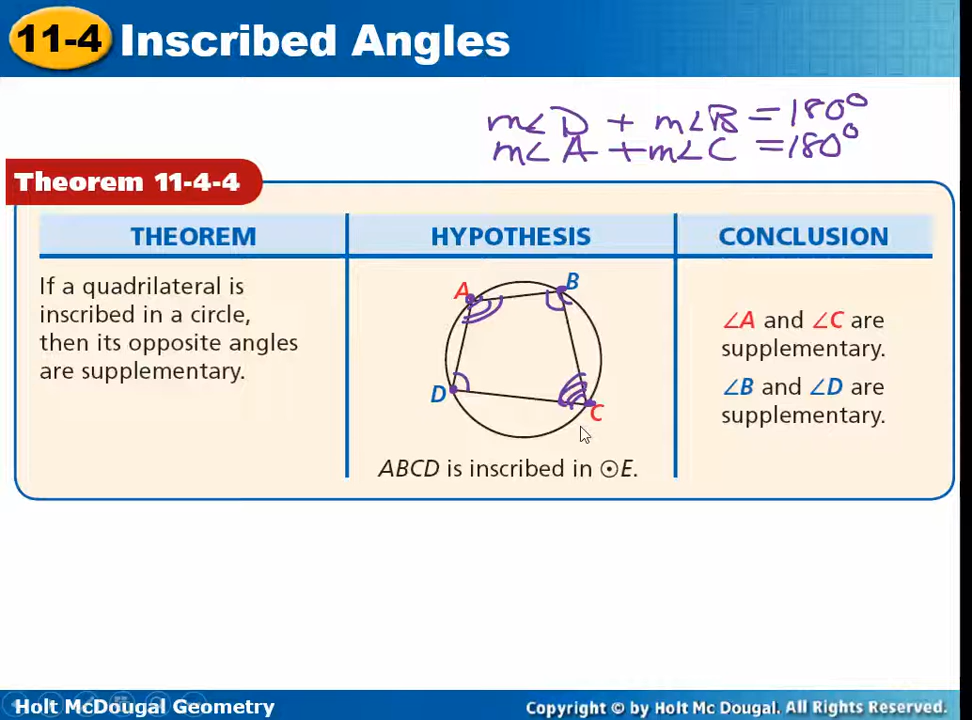 11-4 Inscribed Angles
m∠D + m∠B = 180°
m∠A + m∠C = 180°
Theorem 11-4-4
THEOREM HYPOTHESIS CONCLUSION
If a quadrilateral is
inscribed in a circle,
then its opposite angles
are supplementary.
A
B
D
C
ABCD is inscribed in ⊙E.
∠A and ∠C are
supplementary.
∠B and ∠D are
supplementary.
Holt McDougal Geometry
Copyright © by Holt Mc Dougal. All Rights Reserved.